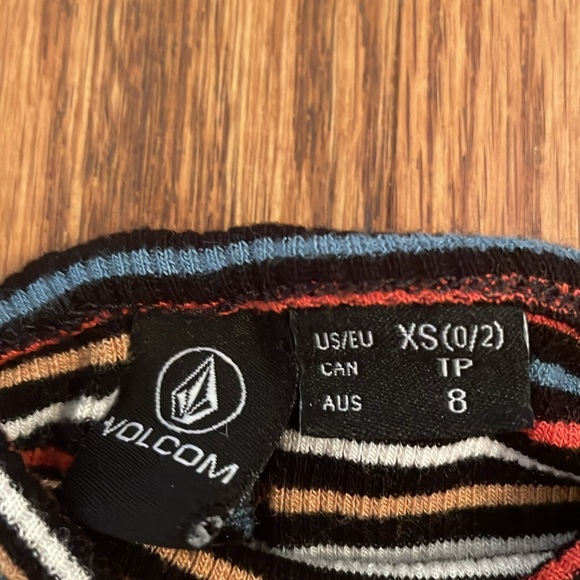 VOLCOM
US/EU XS(0/2)
CAN TP
AUS 8